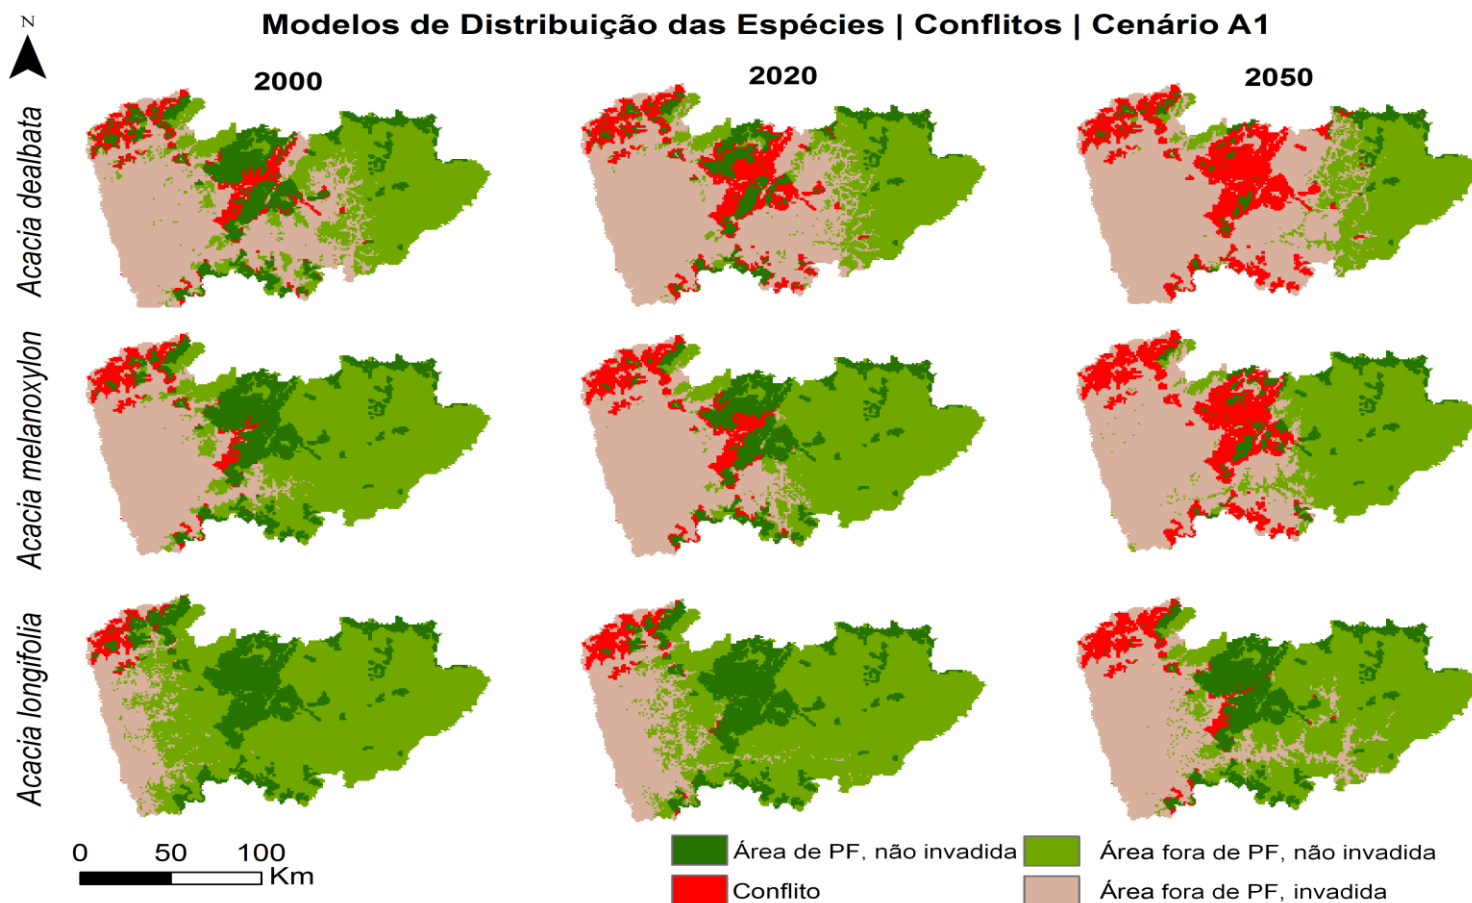 Modelos de Distribuição das Espécies | Conflitos | Cenário A1
N
2000
2020
2050
Acacia dealbata
Acacia melanoxylon
Acacia longifolia
0 50 100
Km
Área de PF, não invadida
Área fora de PF, não invadida
Conflito
Área fora de PF, invadida